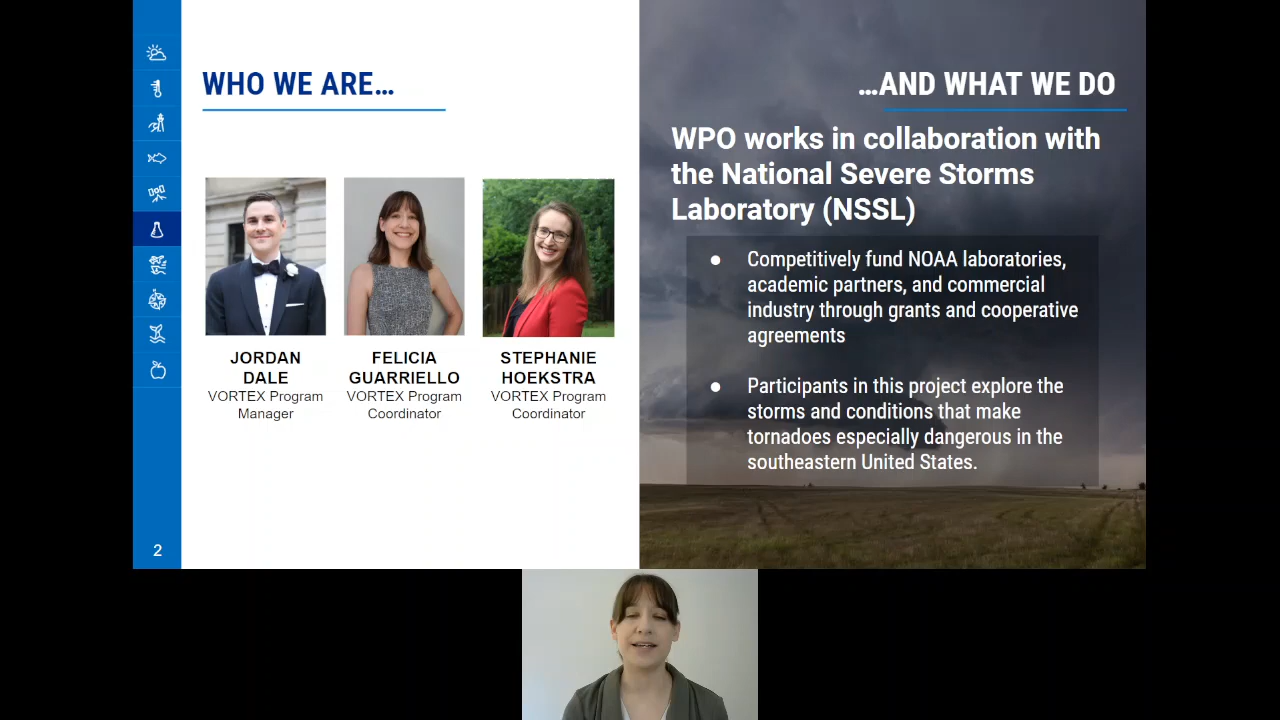 WHO WE ARE...
JORDAN
DALE
VORTEX Program
Manager
FELICIA
GUARRIELLO
VORTEX Program
Coordinator
STEPHANIE
HOEKSTRA
VORTEX Program
Coordinator
2
...AND WHAT WE DO
WPO works in collaboration with
the National Severe Storms
Laboratory (NSSL)
● Competitively fund NOAA laboratories,
academic partners, and commercial
industry through grants and cooperative
agreements
● Participants in this project explore the
storms and conditions that make
tornadoes especially dangerous in the
southeastern United States.